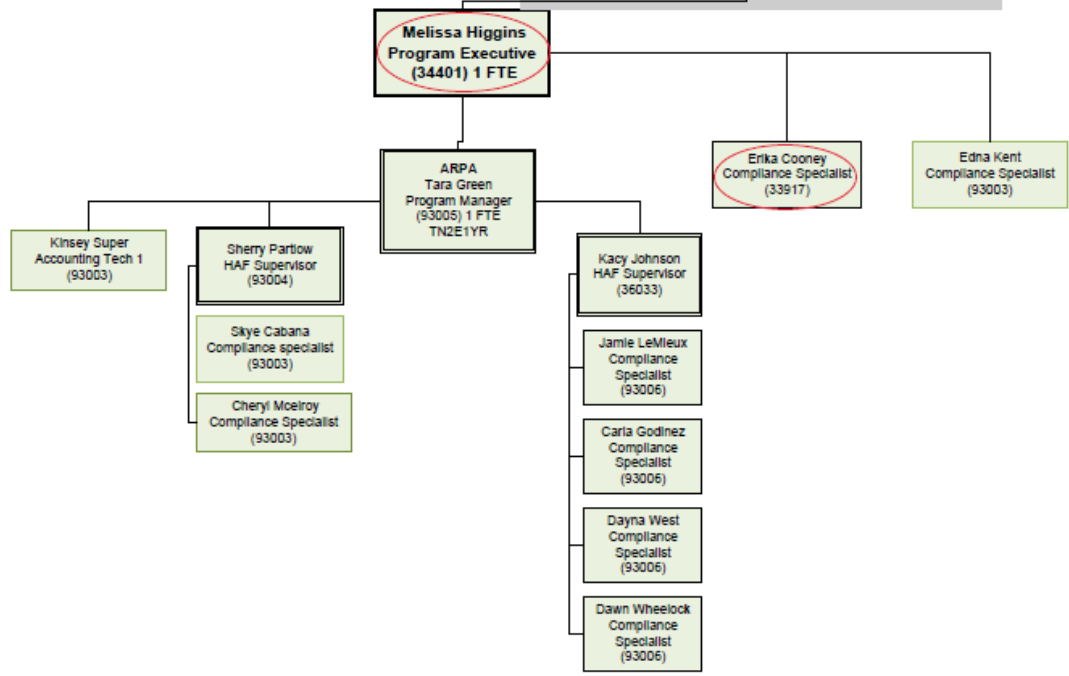 Melissa Higgins
Program Executive
(34401) 1 FTE
ARPA
Tara Green
Program Manager
(93005) 1 FTE
TN2E1YR
Erika Cooney
Compliance Specialist
(33917)
Edna Kent
Compliance Specialist
(93003)
Kinsey Super
Accounting Tech 1
(93003)
Sherry Partlow
HAF Supervisor
(93004)
Skye Cabana
Compliance specialist
(93003)
Cheryl Mcelroy
Compliance Specialist
(93003)
Kacy Johnson
HAF Supervisor
(36033)
Jamie LeMieux
Compliance
Specialist
(93006)
Carla Godinez
Compliance
Specialist
(93006)
Dayna West
Compliance
Specialist
(93006)
Dawn Wheelock
Compliance
Specialist
(93006)